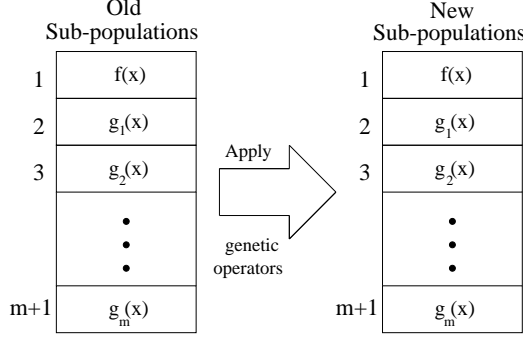 Old
Sub-populations
1 f(x)
2 g₁(x)
3 g₂(x)
m+1 gₘ(x)
Apply
genetic
operators
New
Sub-populations
1 f(x)
2 g₁(x)
3 g₂(x)
m+1 gₘ(x)